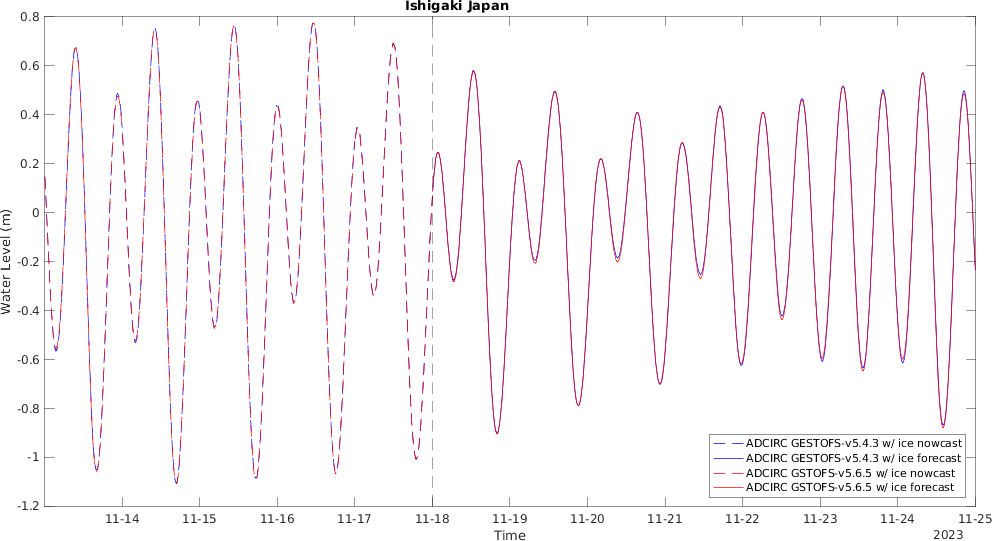 Ishigaki Japan
0.8
0.6
0.4
0.2
0
-0.2
-0.4
-0.6
-0.8
-1
-1.2
Water Level (m)
ADCIRC GESTOFS-v5.4.3 w/ ice nowcast
ADCIRC GESTOFS-v5.4.3 w/ ice forecast
ADCIRC GSTOFS-v5.6.5 w/ ice nowcast
ADCIRC GSTOFS-v5.6.5 w/ ice forecast
11-14 11-15 11-16 11-17 11-18 11-19 11-20 11-21 11-22 11-23 11-24 11-25
Time
2023